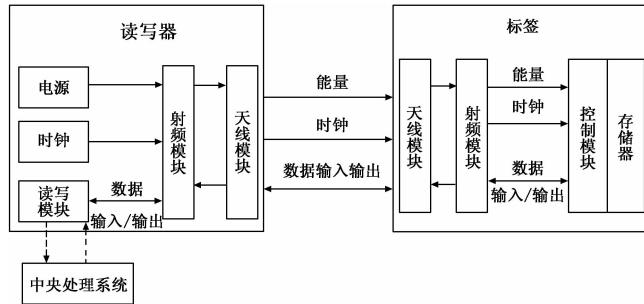 读写器
标签
电源
时钟
读写
模块
数据
输入/输出
射频模块
天线模块
能量
时钟
数据输入输出
天线模块
射频模块
能量
时钟
数据
输入/输出
控制模块
存储器
中央处理系统